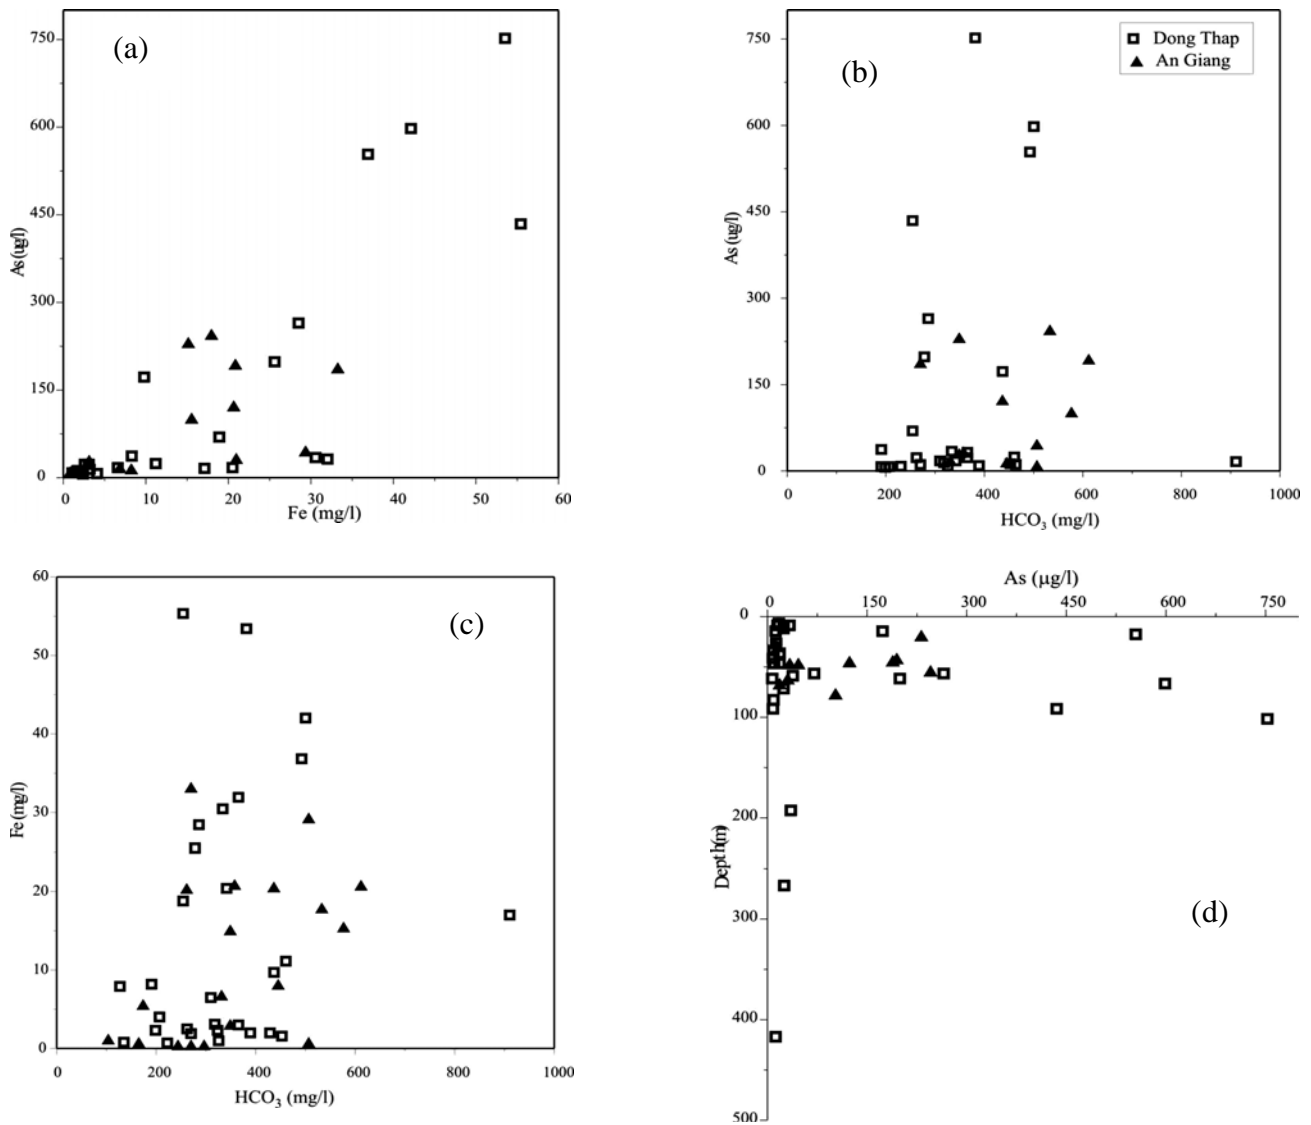 (a)
750
600
450
300
150
0
As(ug/l)
0 10 20 30 40 50 60
Fe (mg/l)
(b)
Dong Thap
An Giang
750
600
450
300
150
0
As(ug/l)
0 200 400 600 800 1000
HCO3 (mg/l)
(c)
60
50
40
30
20
10
0
Fe(mg/l)
0 200 400 600 800 1000
HCO3 (mg/l)
As (µg/l)
0 150 300 450 600 750
0
100
200
300
400
500
Depth(m)
(d)